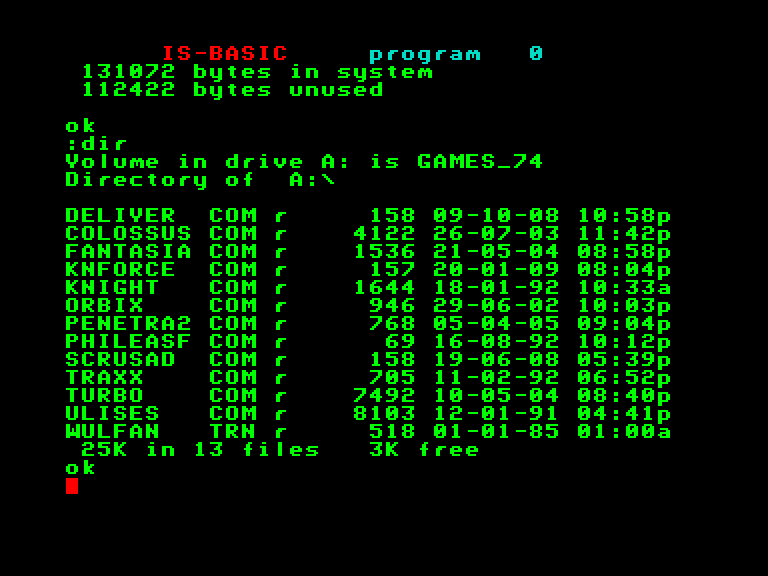 IS-BASIC     program   0
 131072 bytes in system
 112422 bytes unused
ok
:dir
Volume in drive A: is GAMES_74
Directory of  A:\
DELIVER  COM r     158 09-10-08 10:58p
COLOSSUS COM r    4122 26-07-03 11:42p
FANTASIA COM r    1536 21-05-04 08:58p
KNFORCE  COM r     157 20-01-09 08:04p
KNIGHT   COM r    1644 18-01-92 10:33a
ORBIX    COM r     946 29-06-02 10:03p
PENETRA2 COM r     768 05-04-05 09:04p
PHILEASF COM r      69 16-08-92 10:12p
SCRUSAD  COM r     158 19-06-08 05:39p
TRAXX    COM r     705 11-02-92 06:52p
TURBO    COM r    7492 10-05-04 08:40p
ULISES   COM r    8103 12-01-91 04:41p
WULFAN   TRN r     518 01-01-85 01:00a
 25K in 13 files   3K free
ok